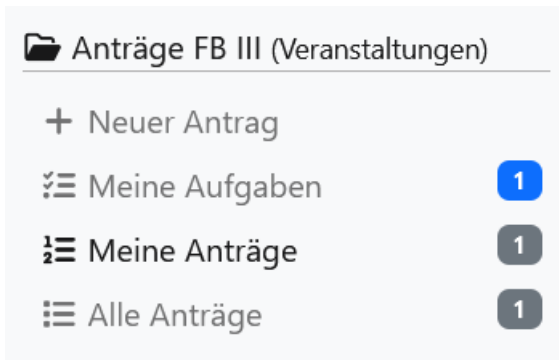 Anträge FB III (Veranstaltungen)
Neuer Antrag
Meine Aufgaben 1
Meine Anträge 1
Alle Anträge 1